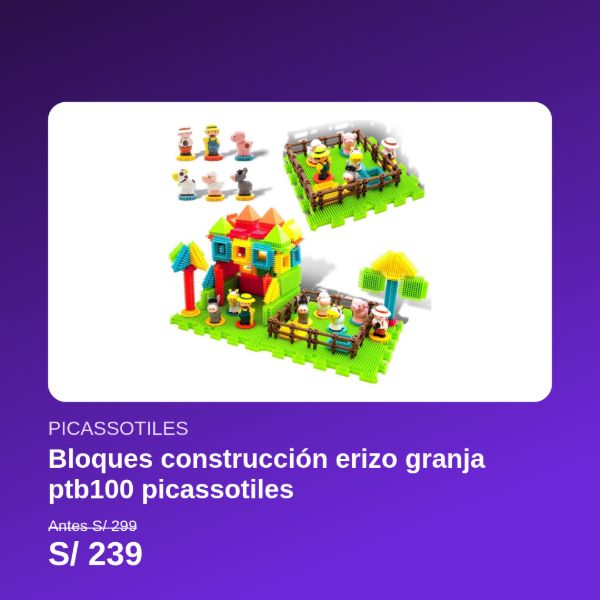 PICASSOTILES
Bloques construcción erizo granja
ptb100 picassotiles
Antes S/ 299
S/ 239